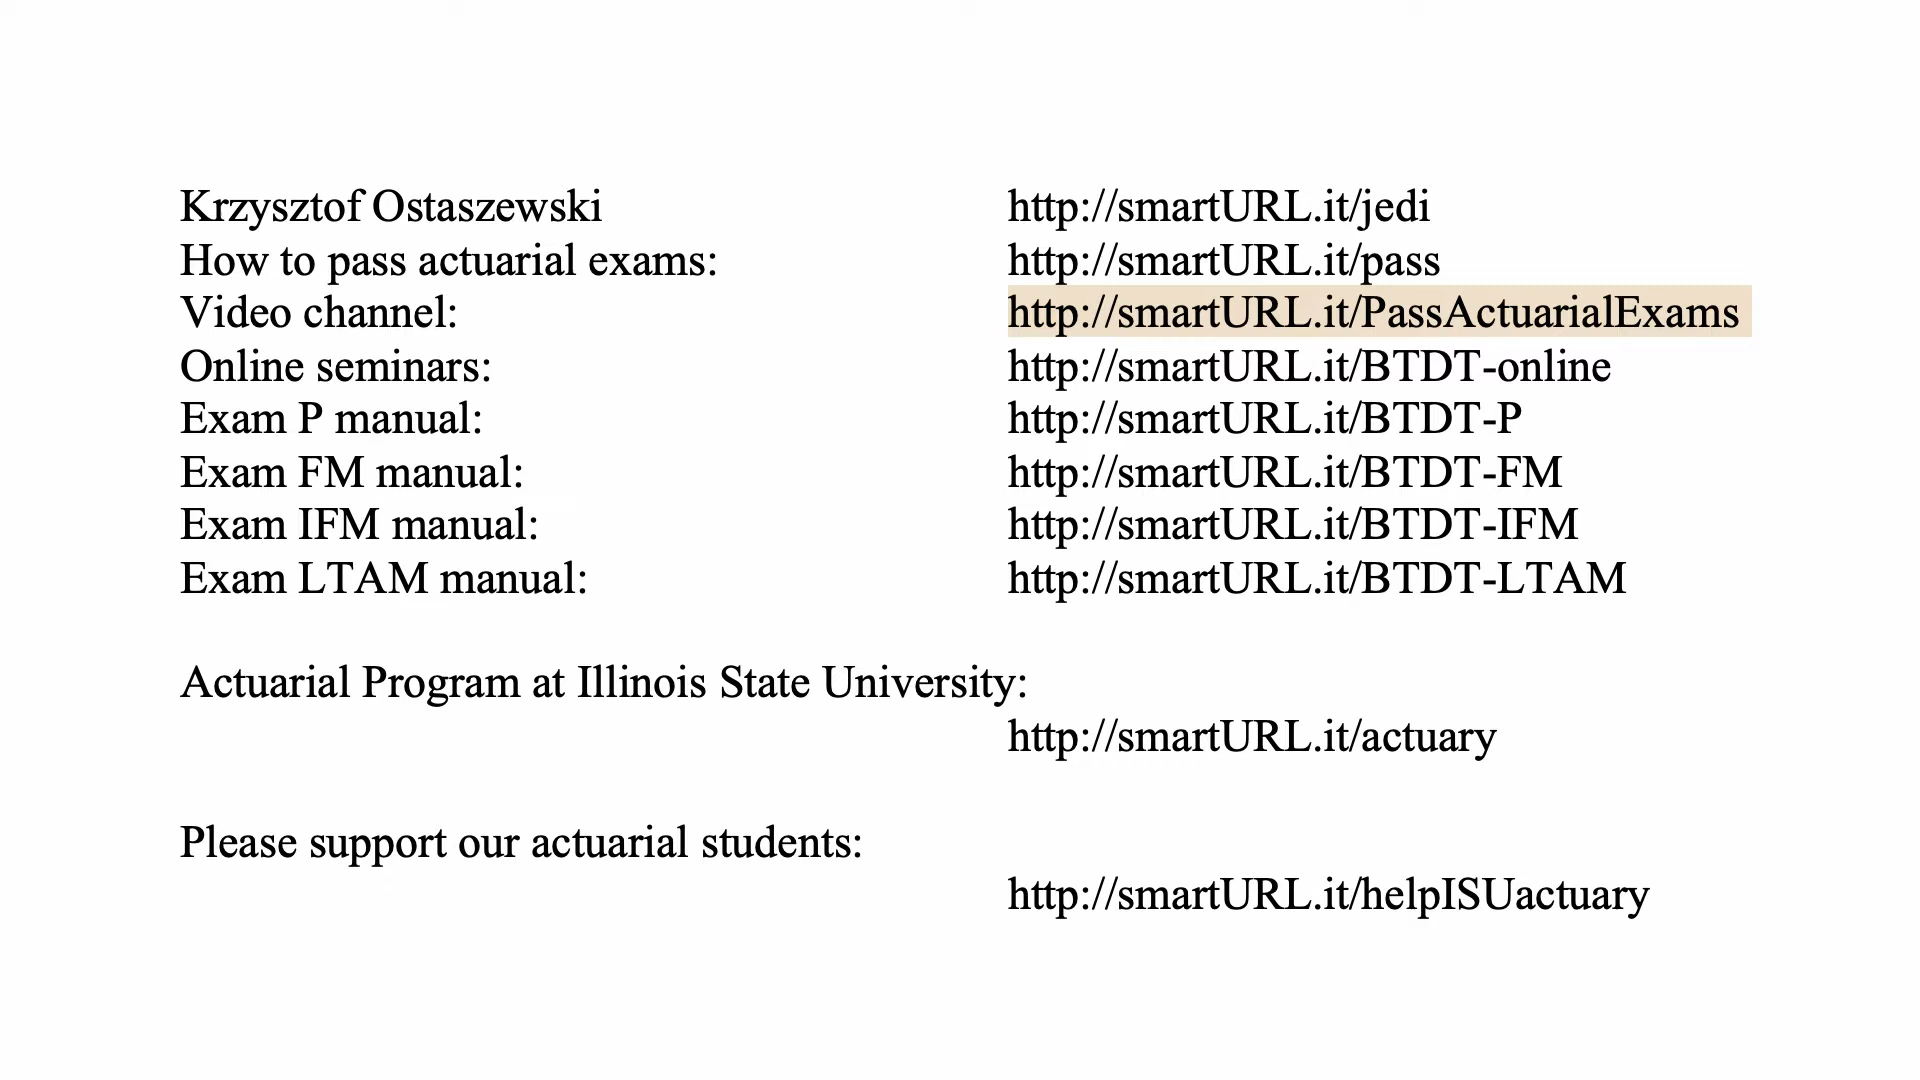 Krzysztof Ostaszewski http://smartURL.it/jedi
How to pass actuarial exams: http://smartURL.it/pass
Video channel: http://smartURL.it/PassActuarialExams
Online seminars: http://smartURL.it/BTDT-online
Exam P manual: http://smartURL.it/BTDT-P
Exam FM manual: http://smartURL.it/BTDT-FM
Exam IFM manual: http://smartURL.it/BTDT-IFM
Exam LTAM manual: http://smartURL.it/BTDT-LTAM
Actuarial Program at Illinois State University:
http://smartURL.it/actuary
Please support our actuarial students:
http://smartURL.it/helpISUactuary